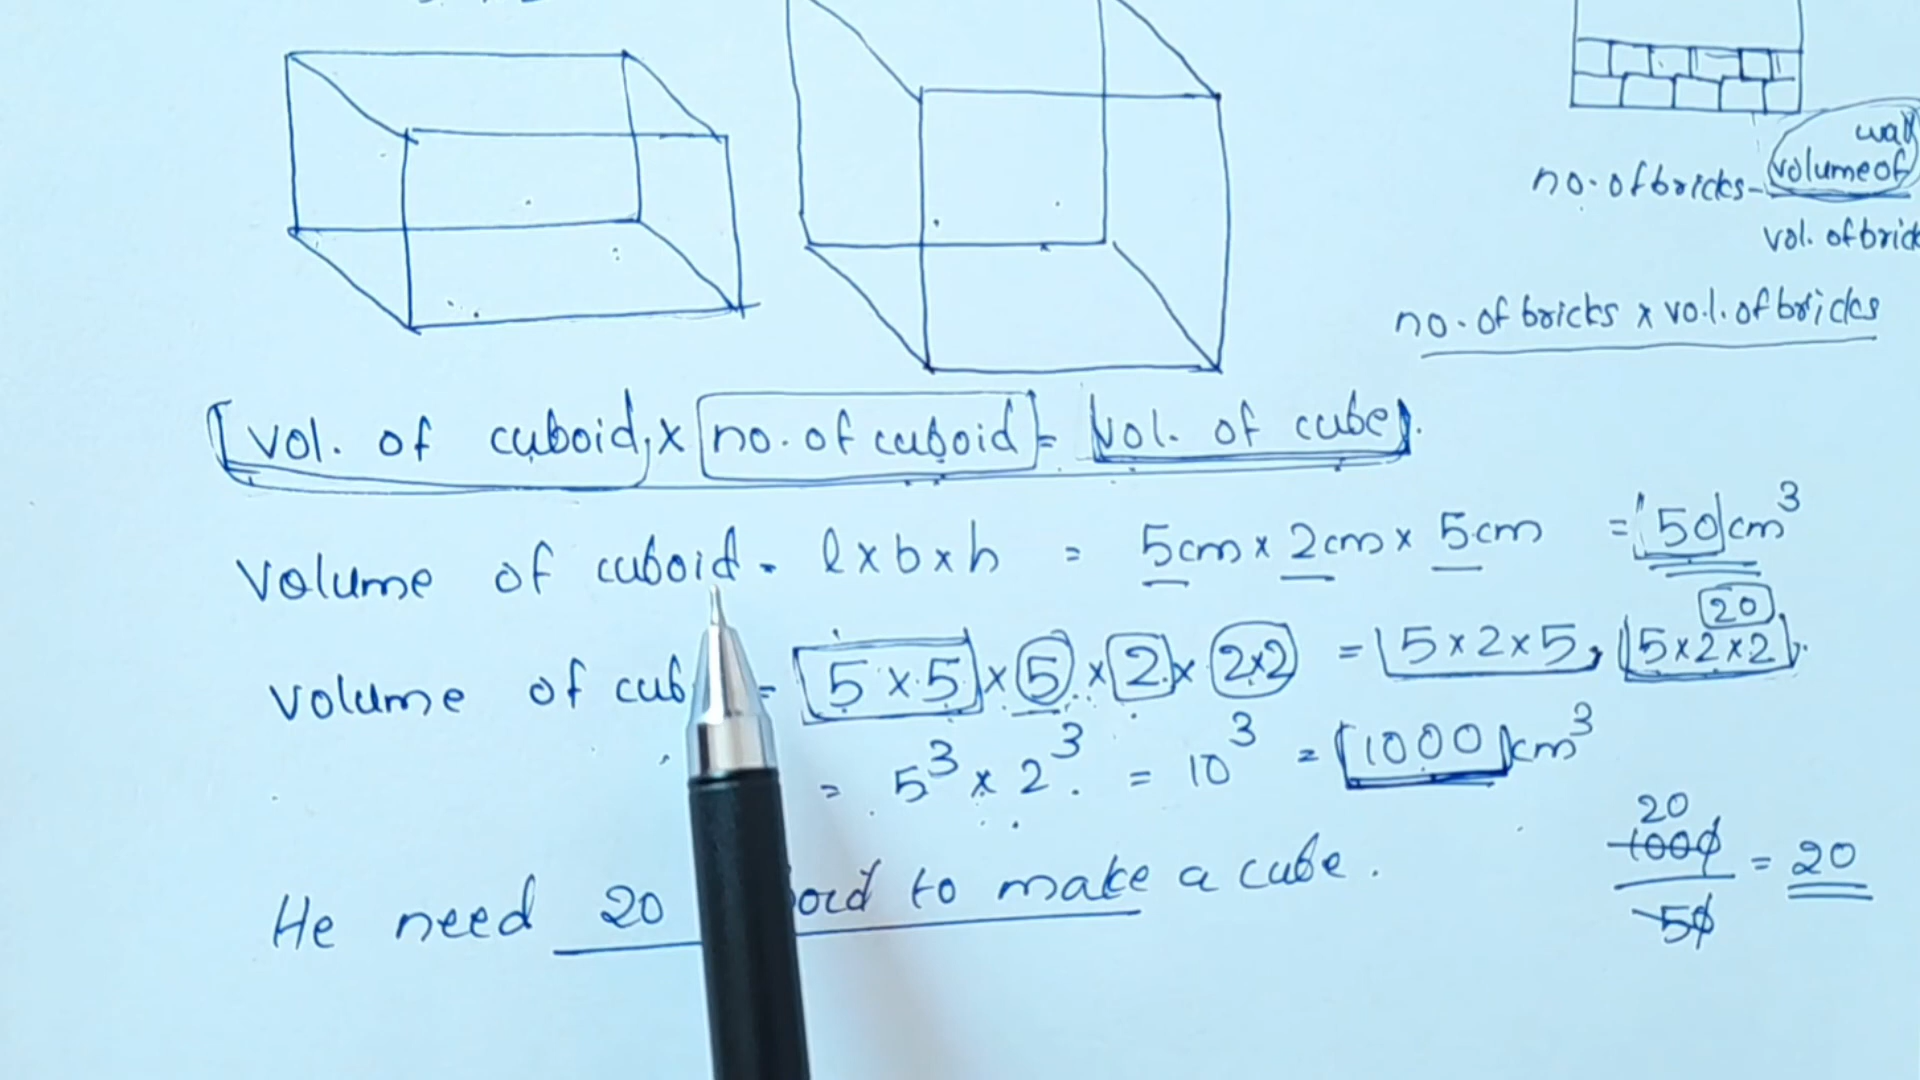 wall
no. of bricks - volume of
vol. of brick
no. of bricks x vol. of bricks
vol. of cuboid x no. of cuboid = vol. of cube.
Volume of cuboid = l x b x h = 5cm x 2cm x 5cm = 50 cm³
20
Volume of cub = 5 x 5 x 5 x 2 x 2x2 = 5 x 2 x 5, 5x2x2.
= 5³ x 2³ = 10³ = 1000 cm³
20
1000 = 20
50
He need 20 to make a cube.